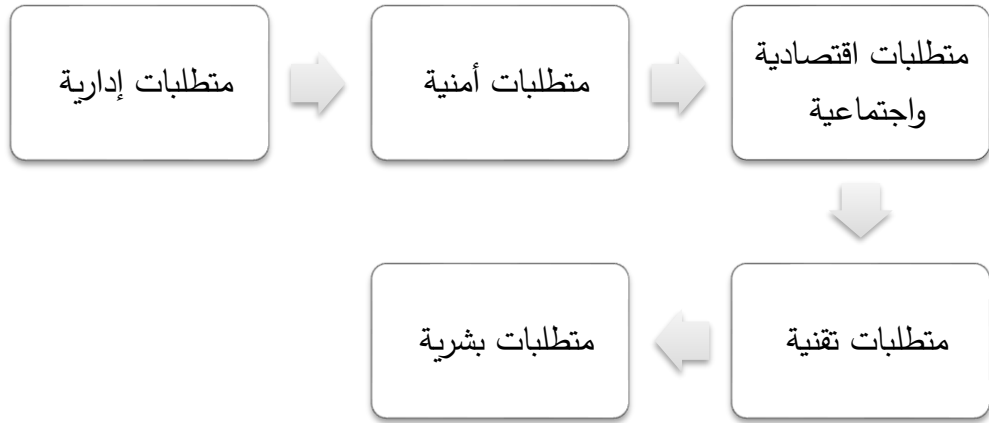 متطلبات إدارية
متطلبات أمنية
متطلبات اقتصادية
واجتماعية
متطلبات تقنية
متطلبات بشرية